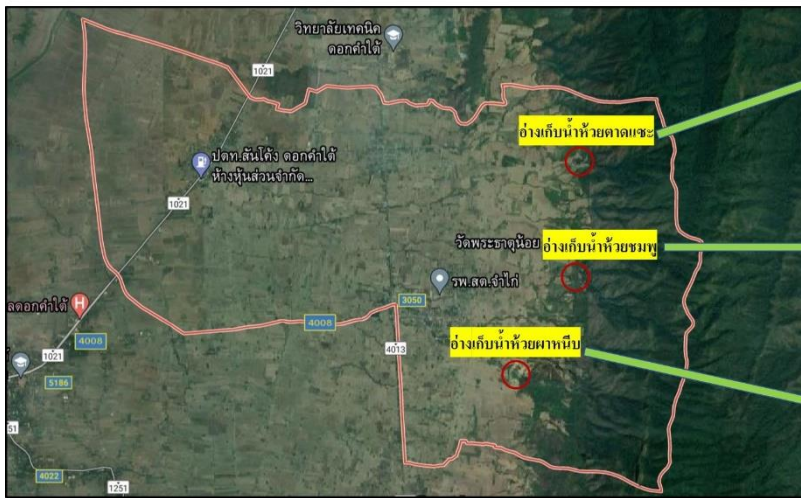 วิทยาลัยเทคนิค
ดอกคำใต้
1021
1021
อ่างเก็บน้ำห้วยตาดแซะ
ปตท.สันโค้ง ดอกคำใต้
ห้างหุ้นส่วนจำกัด...
1021
วัดพระธาตุน้อย
อ่างเก็บน้ำห้วยชมพู
รพ.สต.จำไก่
3050
ลดอกคำใต้
H
4008
4008
4013
อ่างเก็บน้ำห้วยผาหนีบ
1021
5186
51
4022
1251